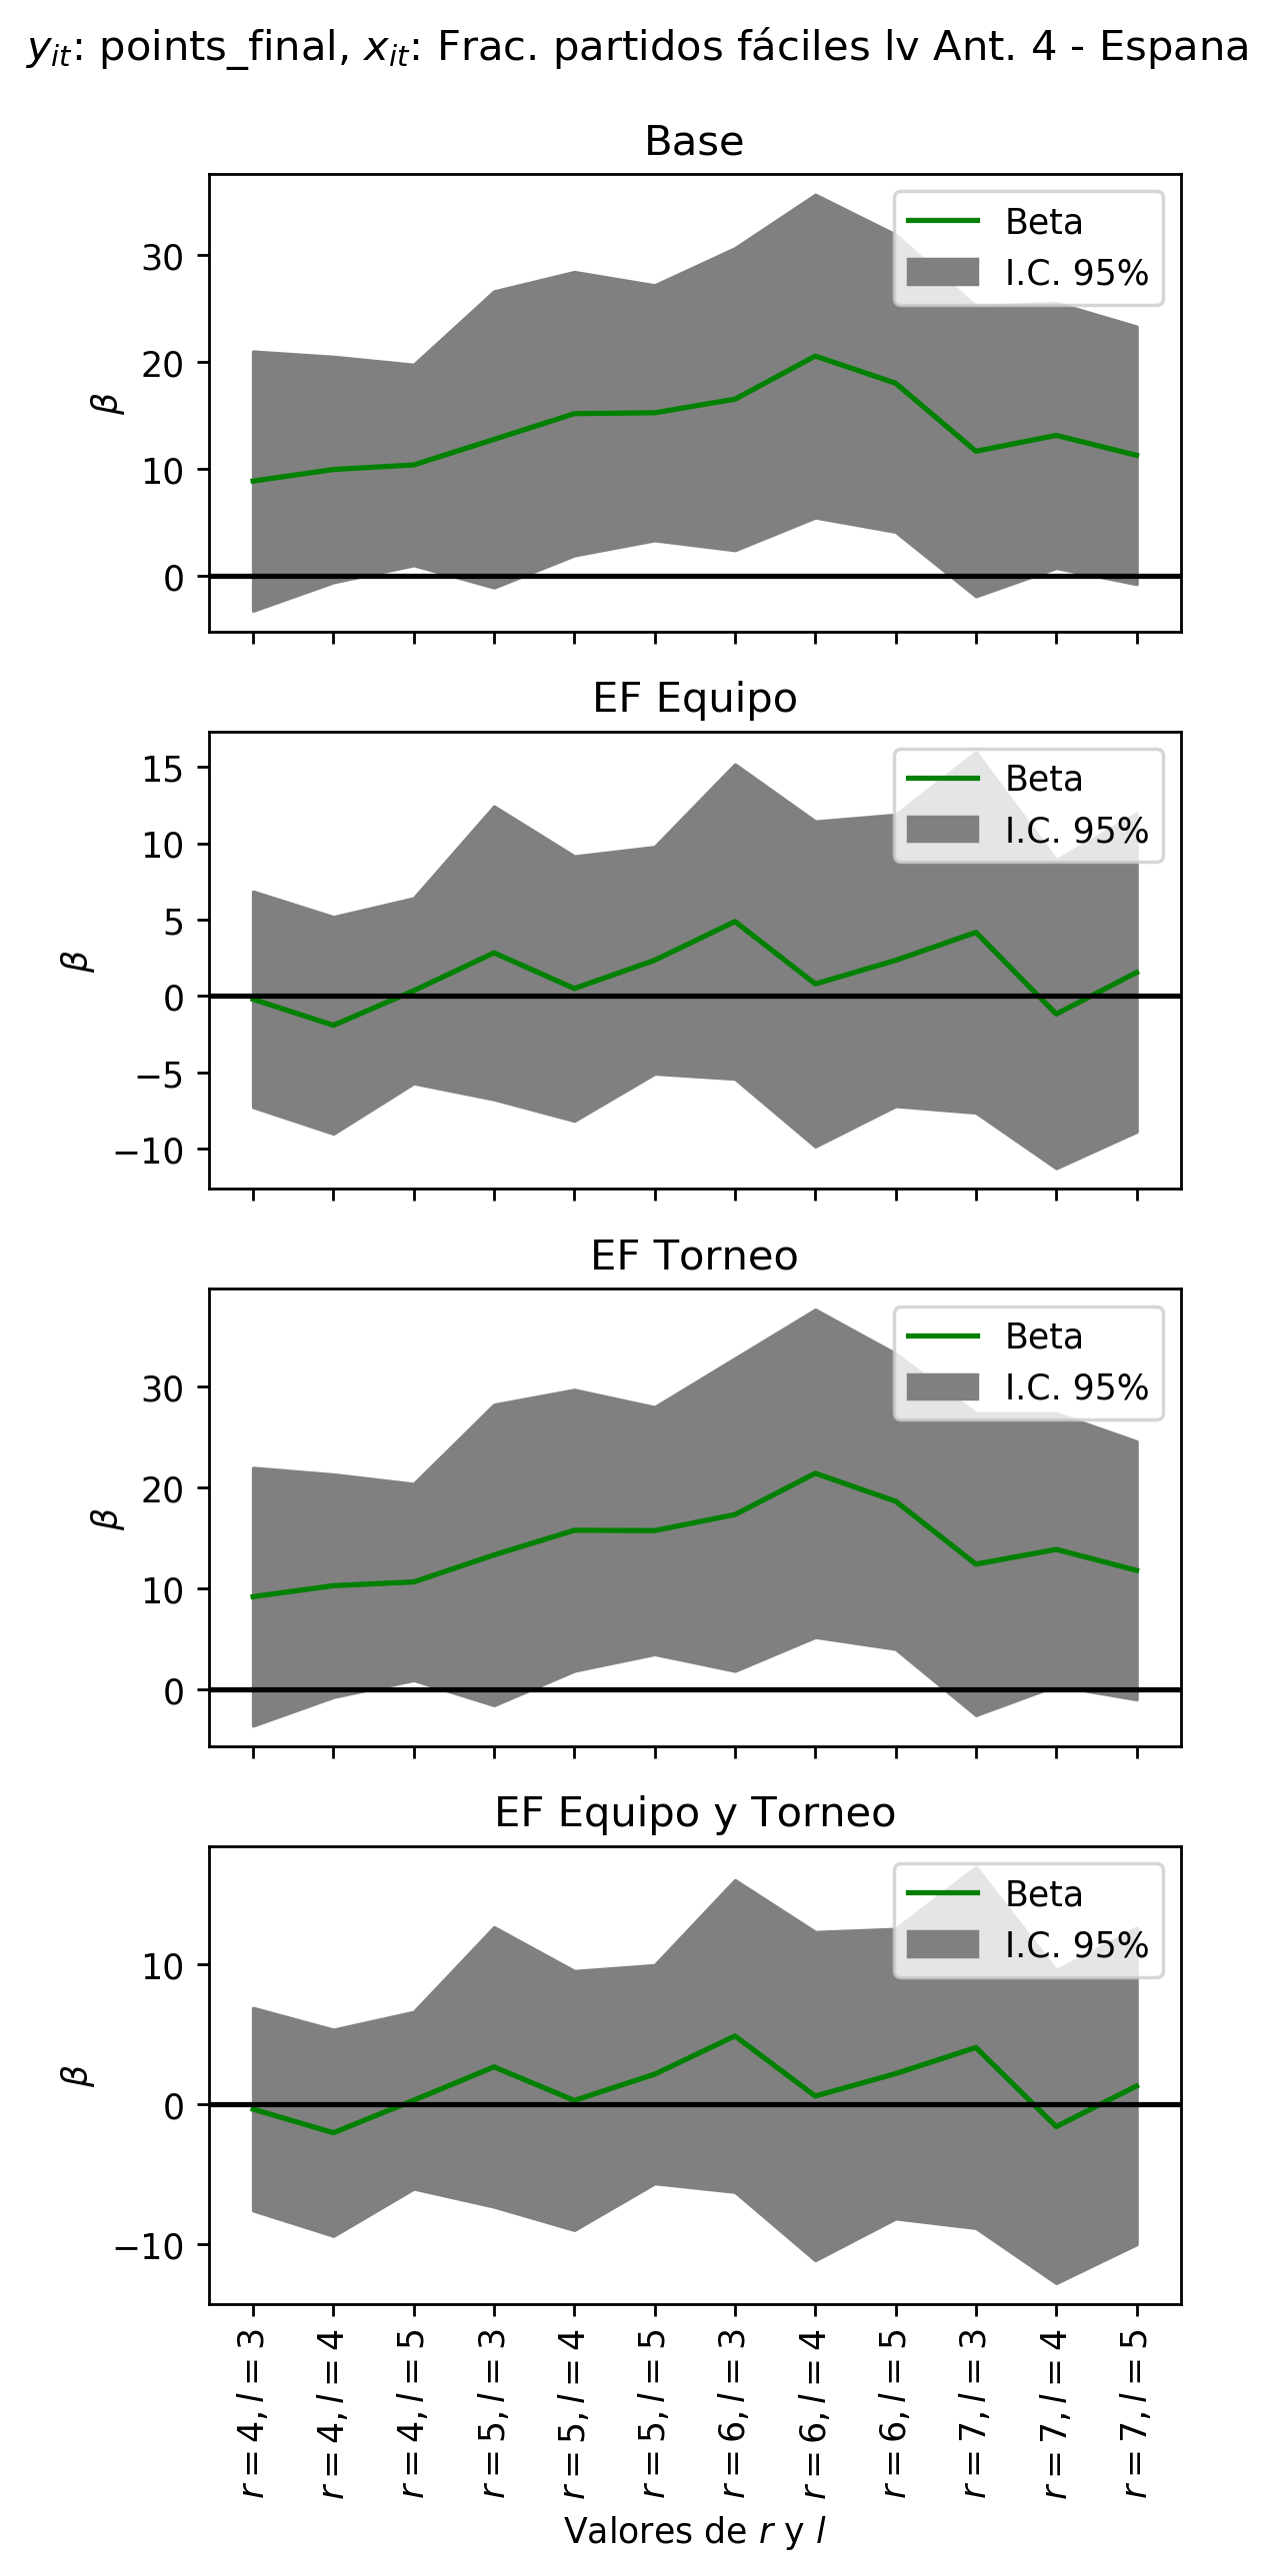 y_it: points_final, x_it: Frac. partidos fáciles lv Ant. 4 - Espana
Base
Beta
I.C. 95%
30
20
10
0
β
EF Equipo
Beta
I.C. 95%
15
10
5
0
−5
−10
β
EF Torneo
Beta
I.C. 95%
30
20
10
0
β
EF Equipo y Torneo
Beta
I.C. 95%
10
0
−10
β
r = 4, l = 3
r = 4, l = 4
r = 4, l = 5
r = 5, l = 3
r = 5, l = 4
r = 5, l = 5
r = 6, l = 3
r = 6, l = 4
r = 6, l = 5
r = 7, l = 3
r = 7, l = 4
r = 7, l = 5
Valores de r y l